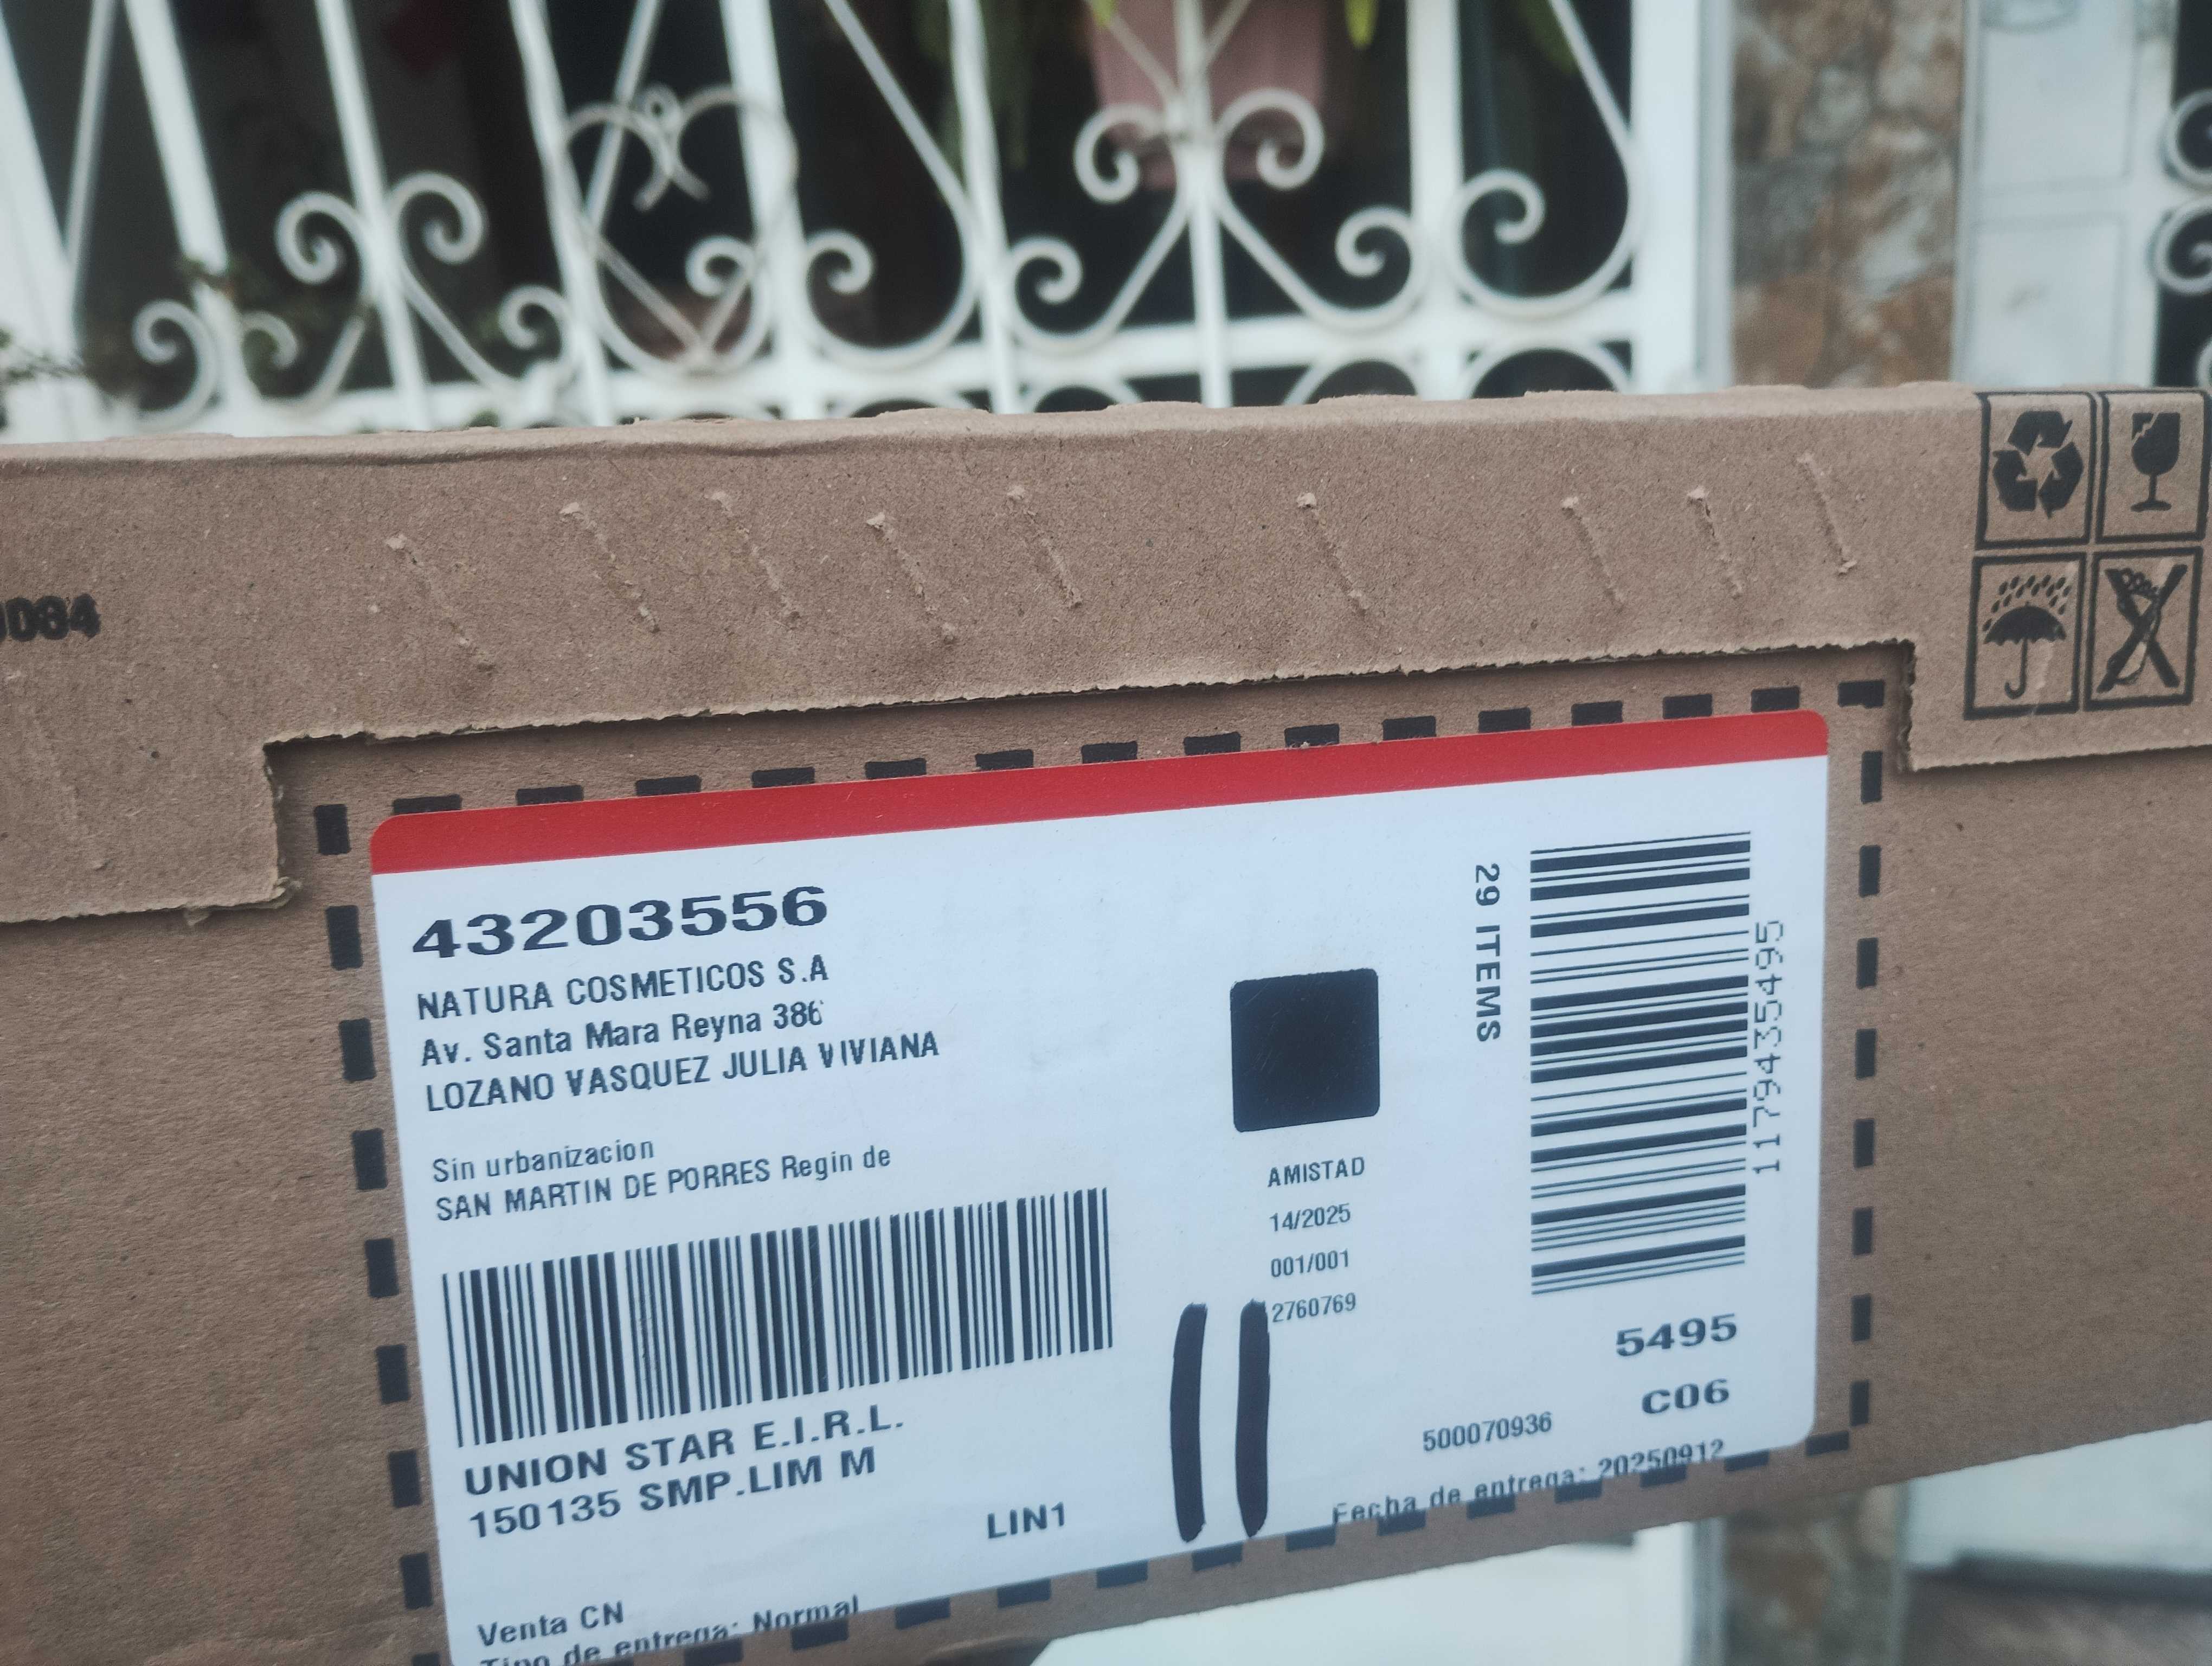 43203556
NATURA COSMETICOS S.A
Av. Santa Mara Reyna 386
LOZANO VASQUEZ JULIA VIVIANA
Sin urbanizacion
SAN MARTIN DE PORRES Regin de
UNION STAR E.I.R.L.
150135 SMP.LIM M
LIN1
Venta CN
Tipo de entrega: Normal
AMISTAD
14/2025
001/001
2760769
29 ITEMS
1179435495
5495
C06
500070936
Fecha de entrega: 20250912